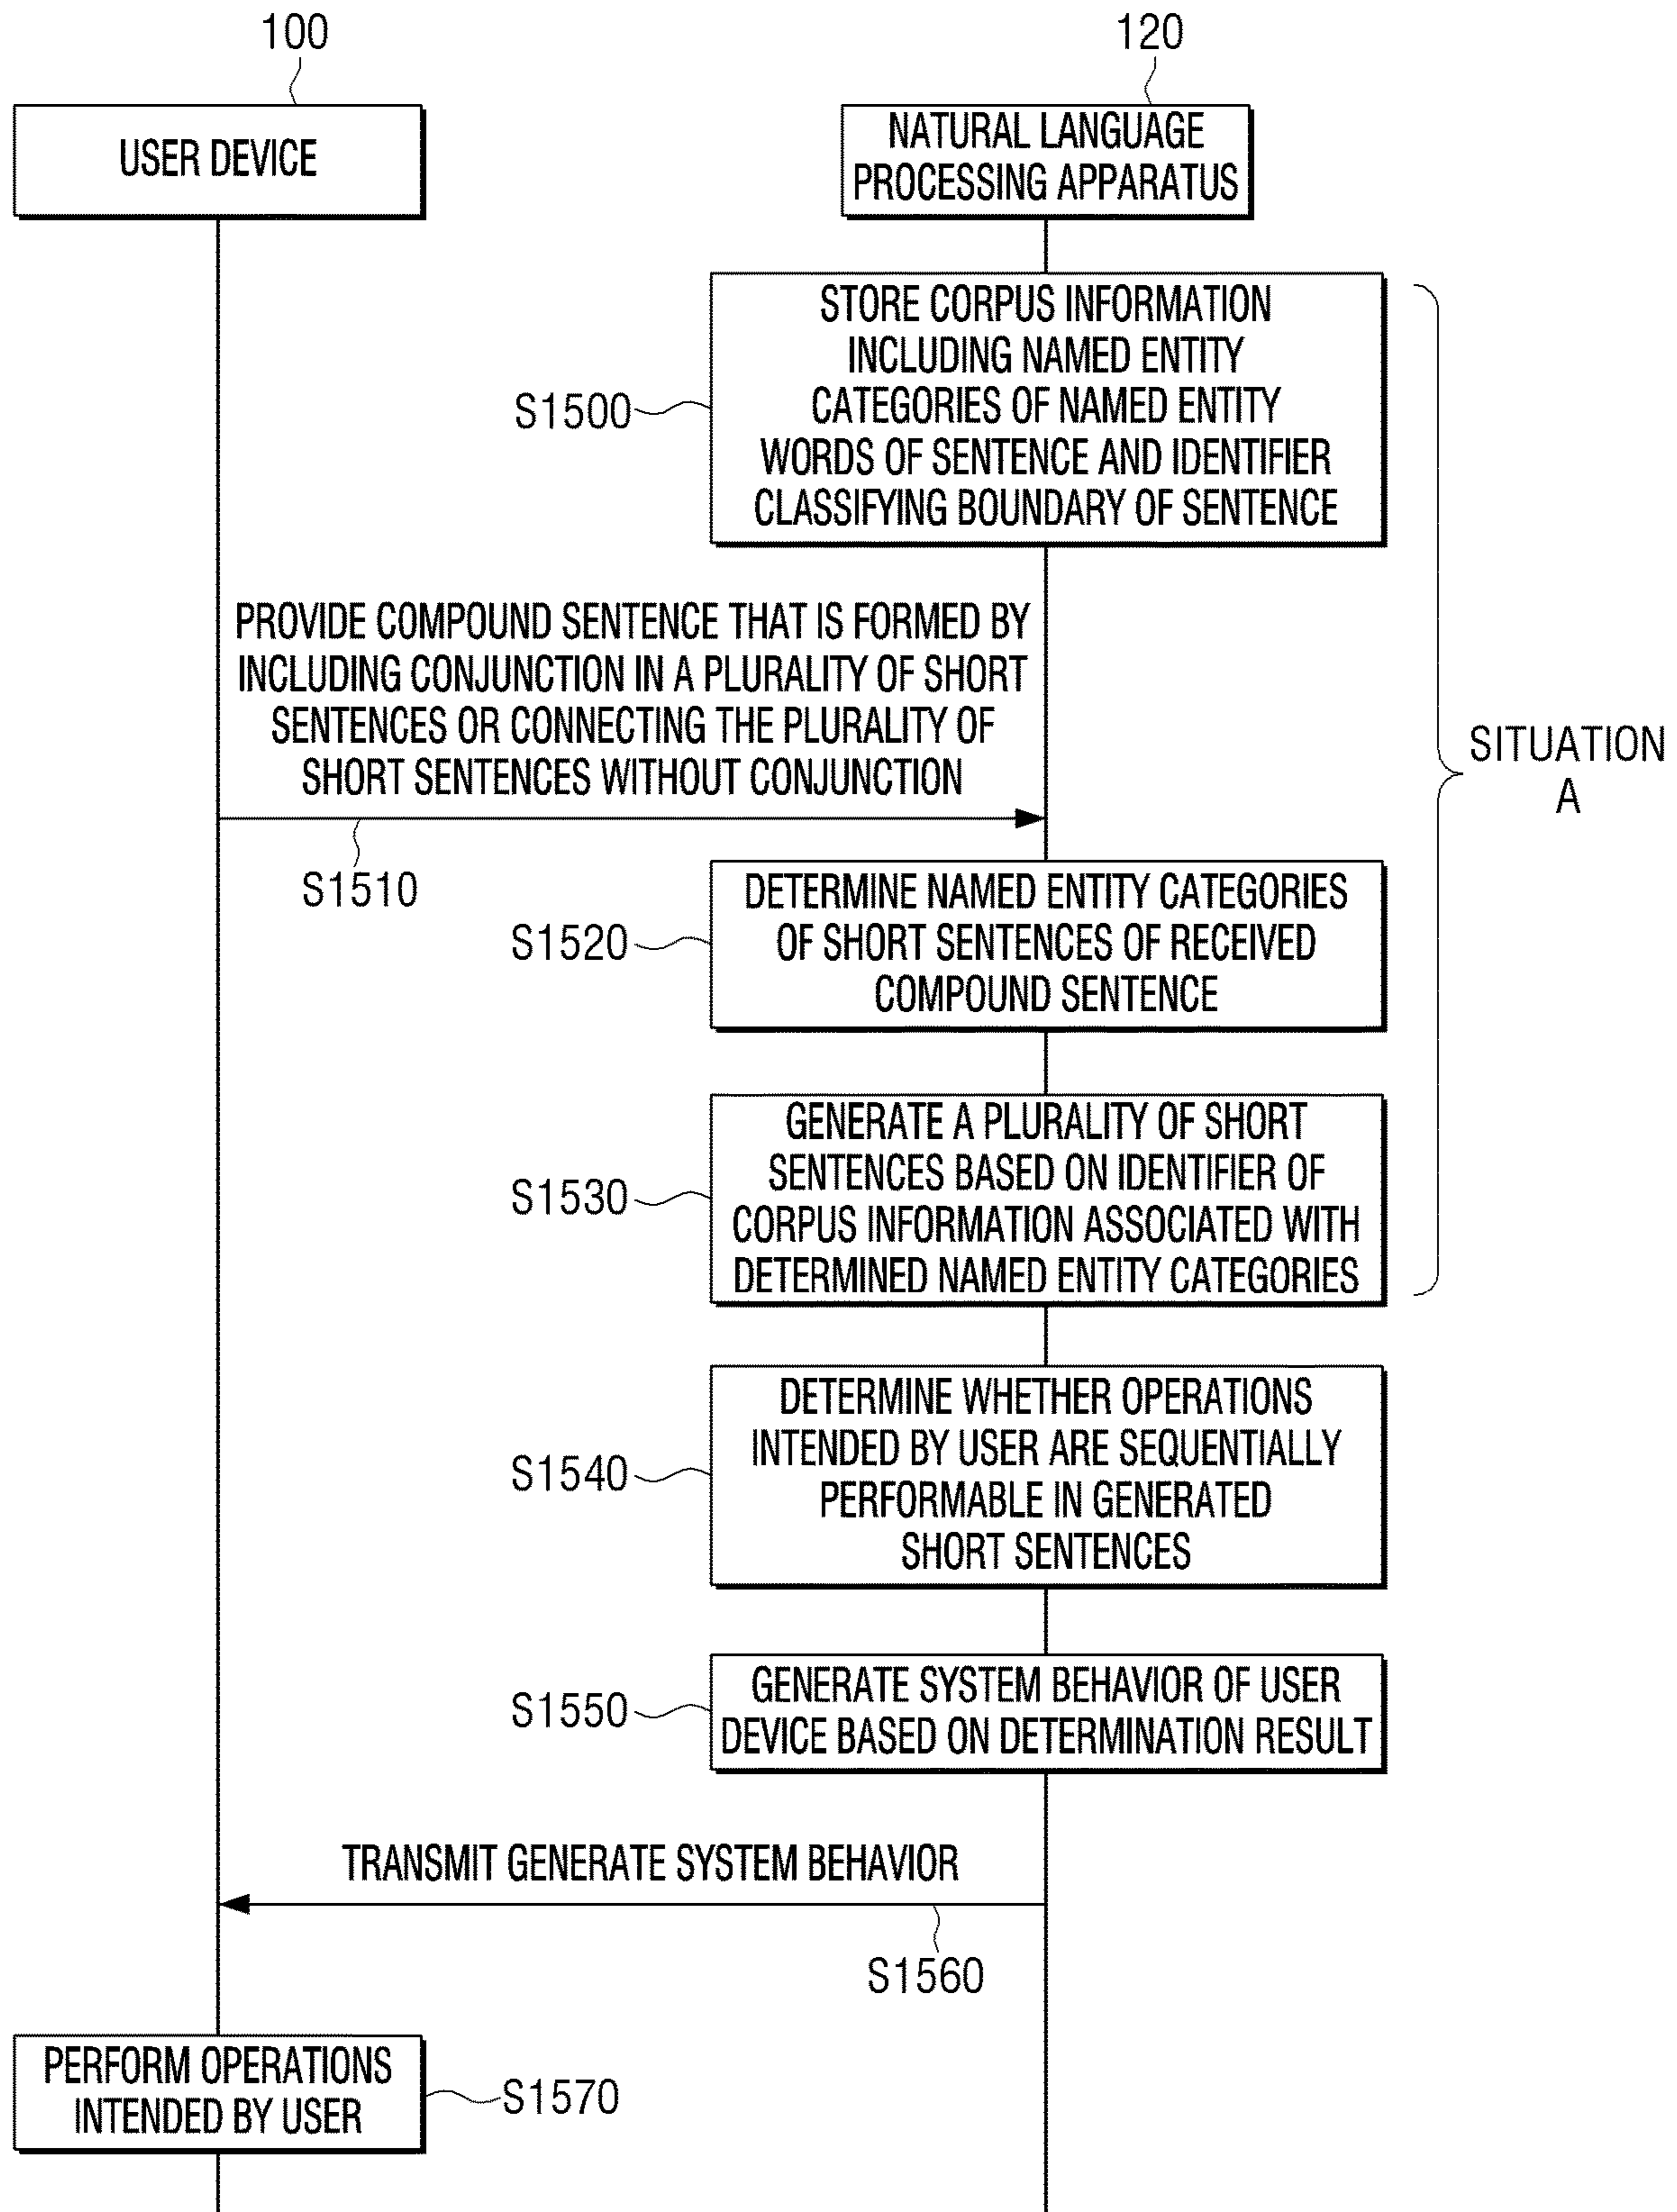 100
120
USER DEVICE
NATURAL LANGUAGE
PROCESSING APPARATUS
STORE CORPUS INFORMATION
INCLUDING NAMED ENTITY
CATEGORIES OF NAMED ENTITY
WORDS OF SENTENCE AND IDENTIFIER
CLASSIFYING BOUNDARY OF SENTENCE
S1500
PROVIDE COMPOUND SENTENCE THAT IS FORMED BY
INCLUDING CONJUNCTION IN A PLURALITY OF SHORT
SENTENCES OR CONNECTING THE PLURALITY OF
SHORT SENTENCES WITHOUT CONJUNCTION
S1510
SITUATION
A
DETERMINE NAMED ENTITY CATEGORIES
OF SHORT SENTENCES OF RECEIVED
COMPOUND SENTENCE
S1520
GENERATE A PLURALITY OF SHORT
SENTENCES BASED ON IDENTIFIER OF
CORPUS INFORMATION ASSOCIATED WITH
DETERMINED NAMED ENTITY CATEGORIES
S1530
DETERMINE WHETHER OPERATIONS
INTENDED BY USER ARE SEQUENTIALLY
PERFORMABLE IN GENERATED
SHORT SENTENCES
S1540
GENERATE SYSTEM BEHAVIOR OF USER
DEVICE BASED ON DETERMINATION RESULT
S1550
TRANSMIT GENERATE SYSTEM BEHAVIOR
S1560
PERFORM OPERATIONS
INTENDED BY USER
S1570